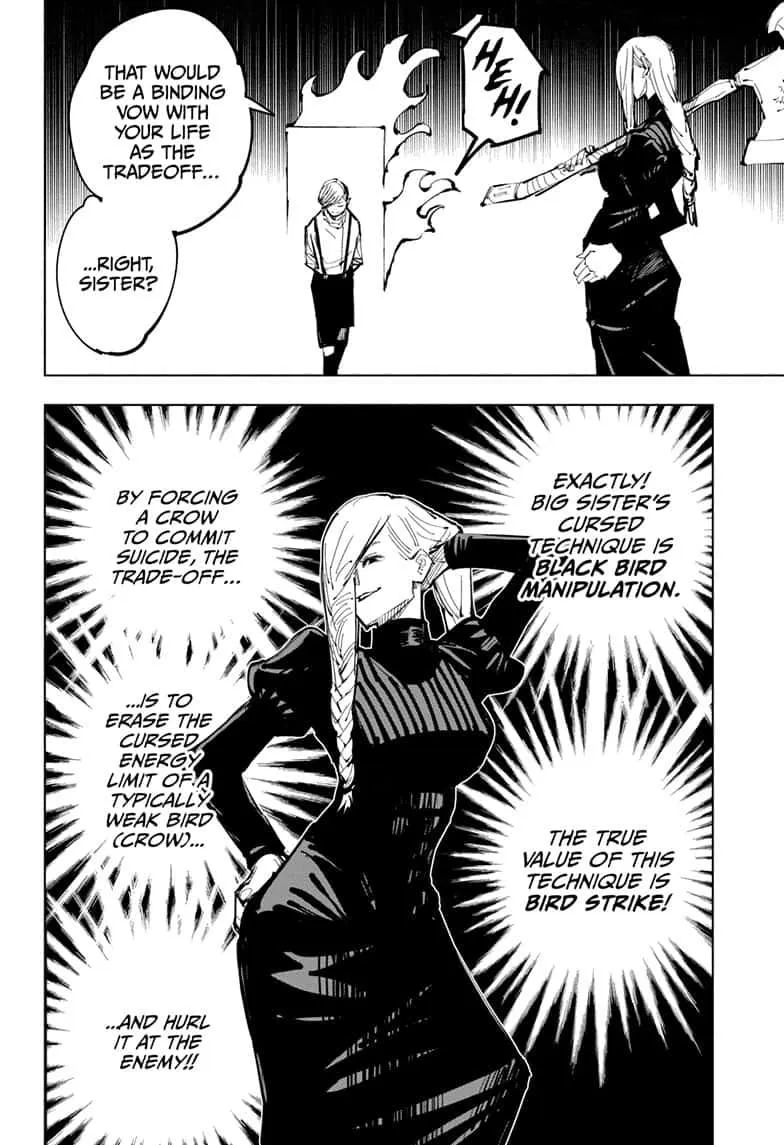 HEH!
THAT WOULD
BE A BINDING
VOW WITH
YOUR LIFE
AS THE
TRADEOFF...
...RIGHT,
SISTER?
EXACTLY!
BIG SISTER'S
CURSED
TECHNIQUE IS
BLACK BIRD
MANIPULATION.
THE TRUE
VALUE OF THIS
TECHNIQUE IS
BIRD STRIKE!
BY FORCING
A CROW
TO COMMIT
SUICIDE, THE
TRADE-OFF...
...IS TO
ERASE THE
CURSED
ENERGY
LIMIT OF A
TYPICALLY
WEAK BIRD
(CROW)...
...AND HURL
IT AT THE
ENEMY!!